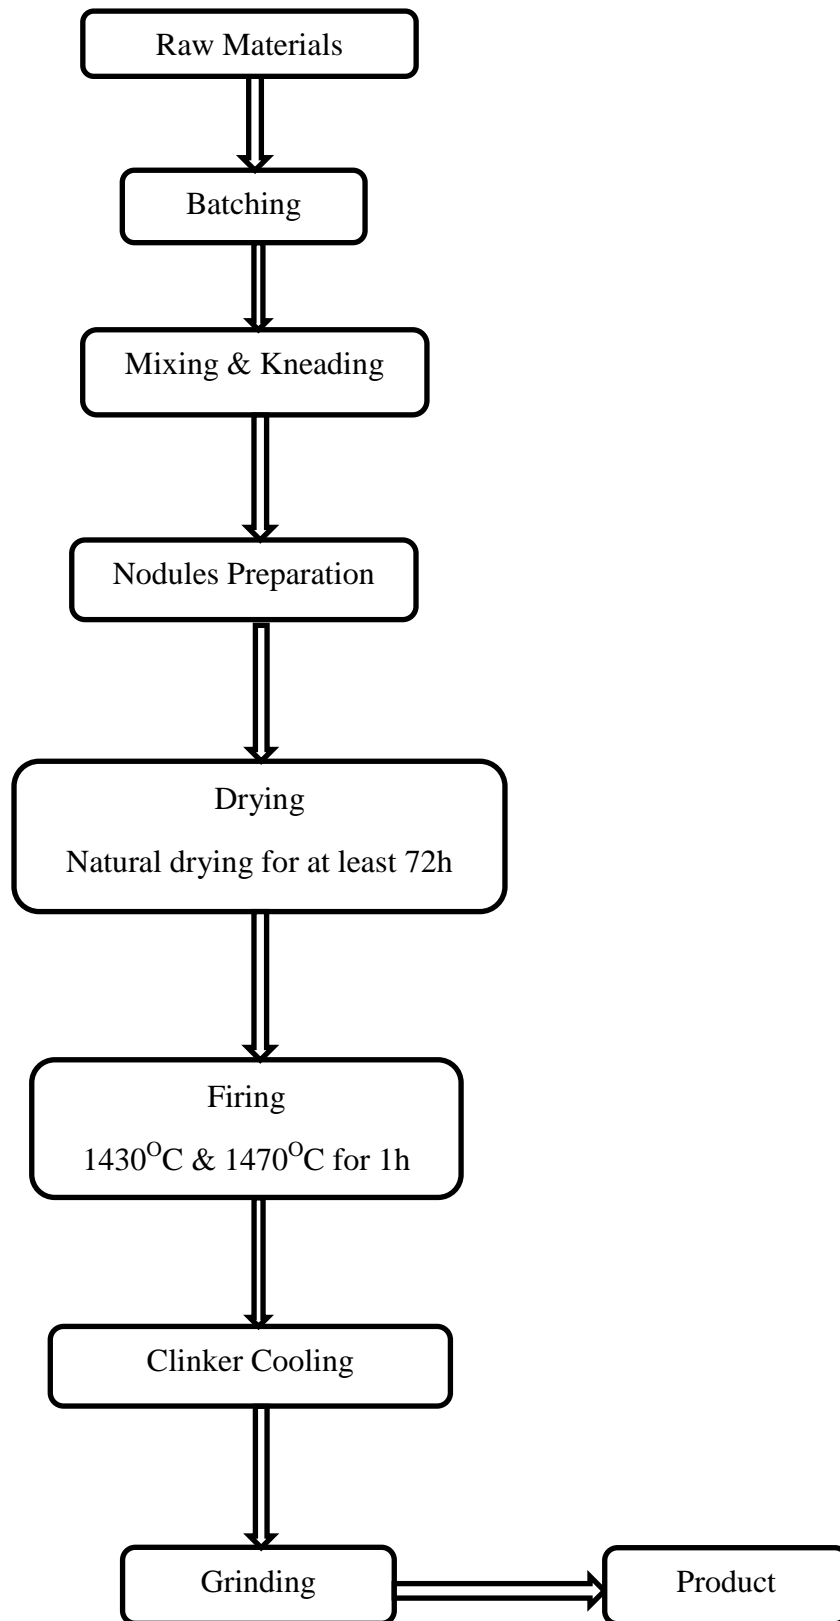 Raw Materials
Batching
Mixing & Kneading
Nodules Preparation
Drying
Natural drying for at least 72h
Firing
1430ᴼC & 1470ᴼC for 1h
Clinker Cooling
Grinding
Product